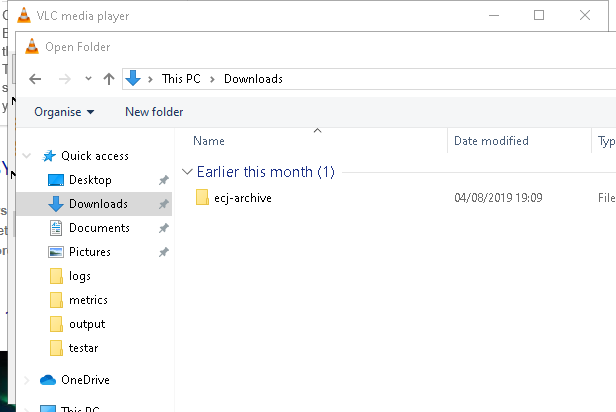 VLC media player
Open Folder
This PC
Downloads
Organise
New folder
Name
Date modified
Typ
Quick access
Desktop
Downloads
Documents
Pictures
logs
metrics
output
testar
OneDrive
This PC
Earlier this month (1)
ecj-archive
04/08/2019 19:09
File